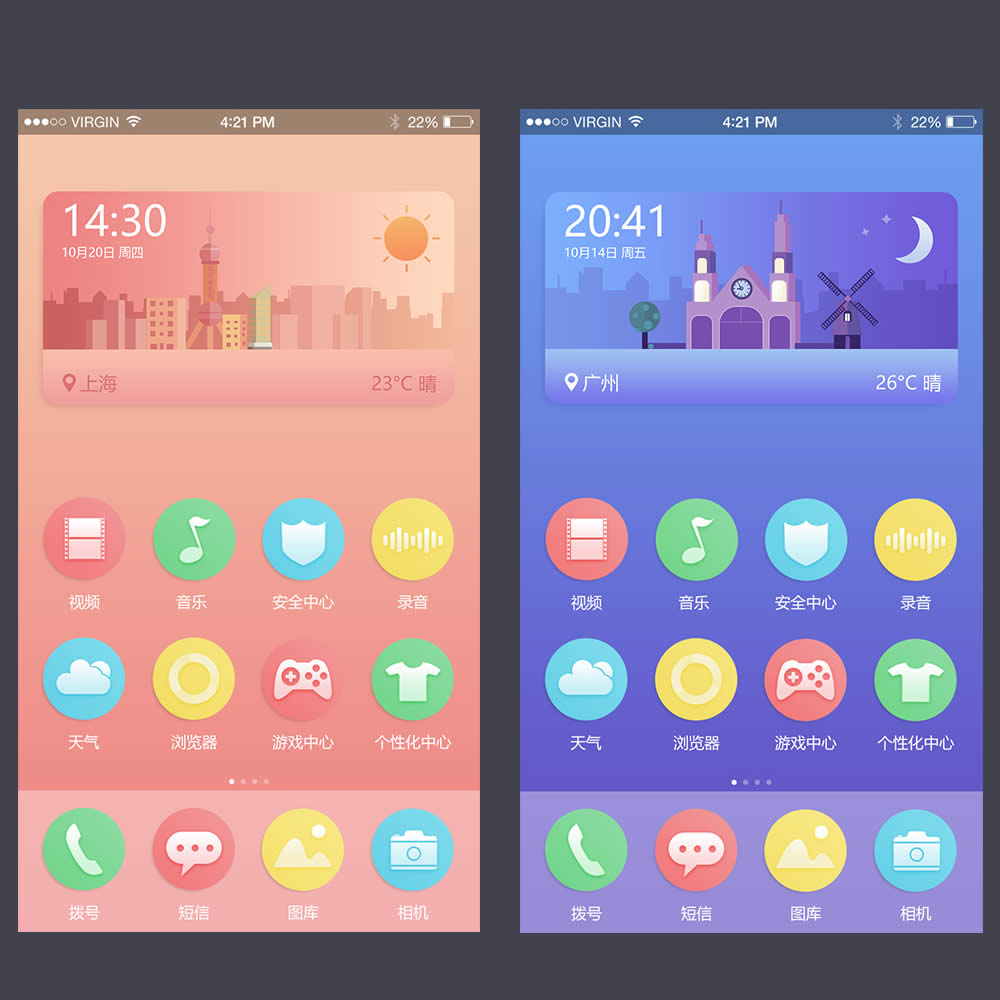 VIRGIN 4:21 PM 22%
14:30
10月20日 周四
上海 23°C 晴
视频 音乐 安全中心 录音
天气 浏览器 游戏中心 个性化中心
拨号 短信 图库 相机
VIRGIN 4:21 PM 22%
20:41
10月14日 周五
广州 26°C 晴
视频 音乐 安全中心 录音
天气 浏览器 游戏中心 个性化中心
拨号 短信 图库 相机